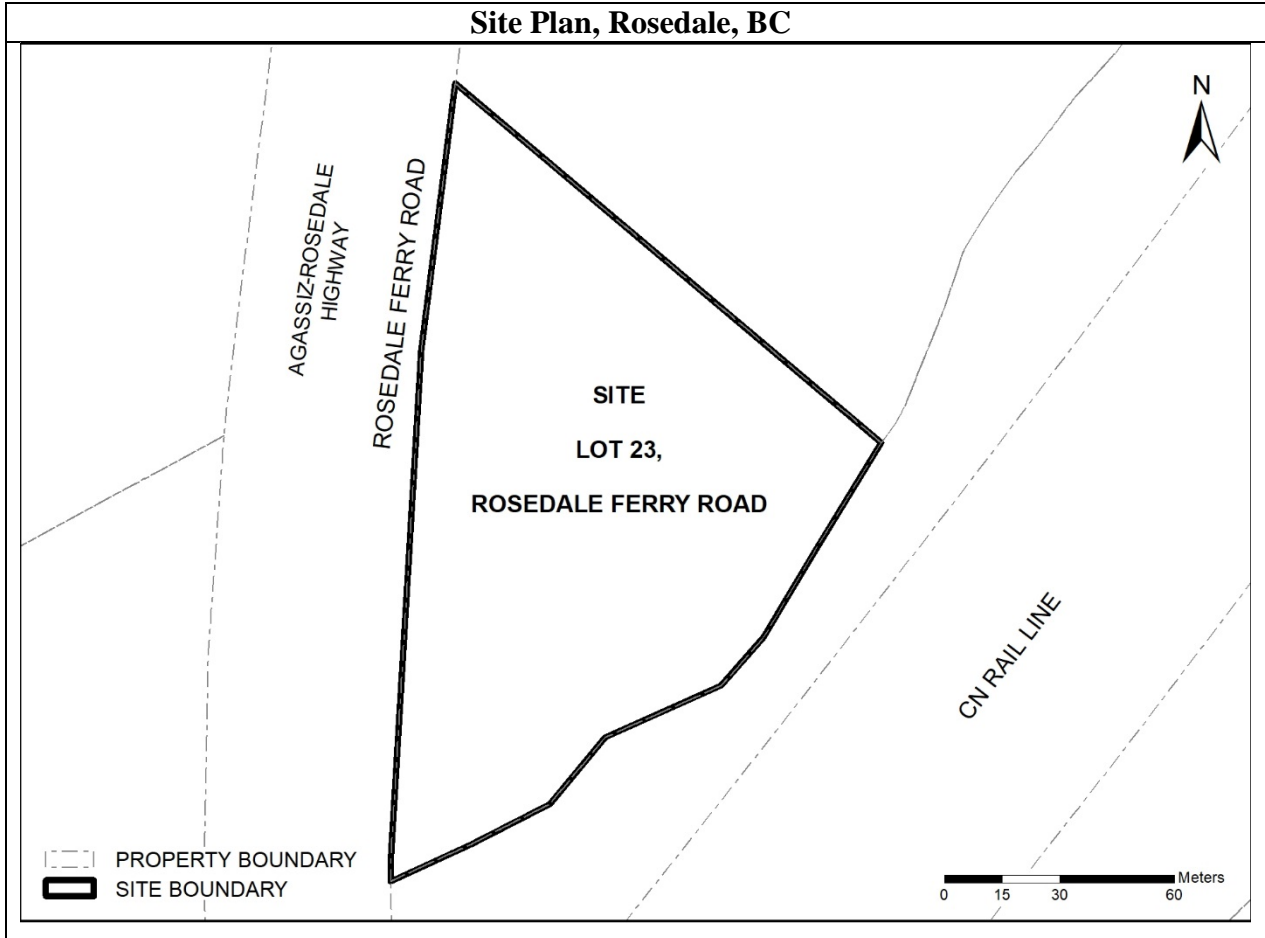 Site Plan, Rosedale, BC
N
AGASSIZ-ROSEDALE
HIGHWAY
ROSEDALE FERRY ROAD
SITE
LOT 23,
ROSEDALE FERRY ROAD
CN RAIL LINE
PROPERTY BOUNDARY
SITE BOUNDARY
Meters
0 15 30 60